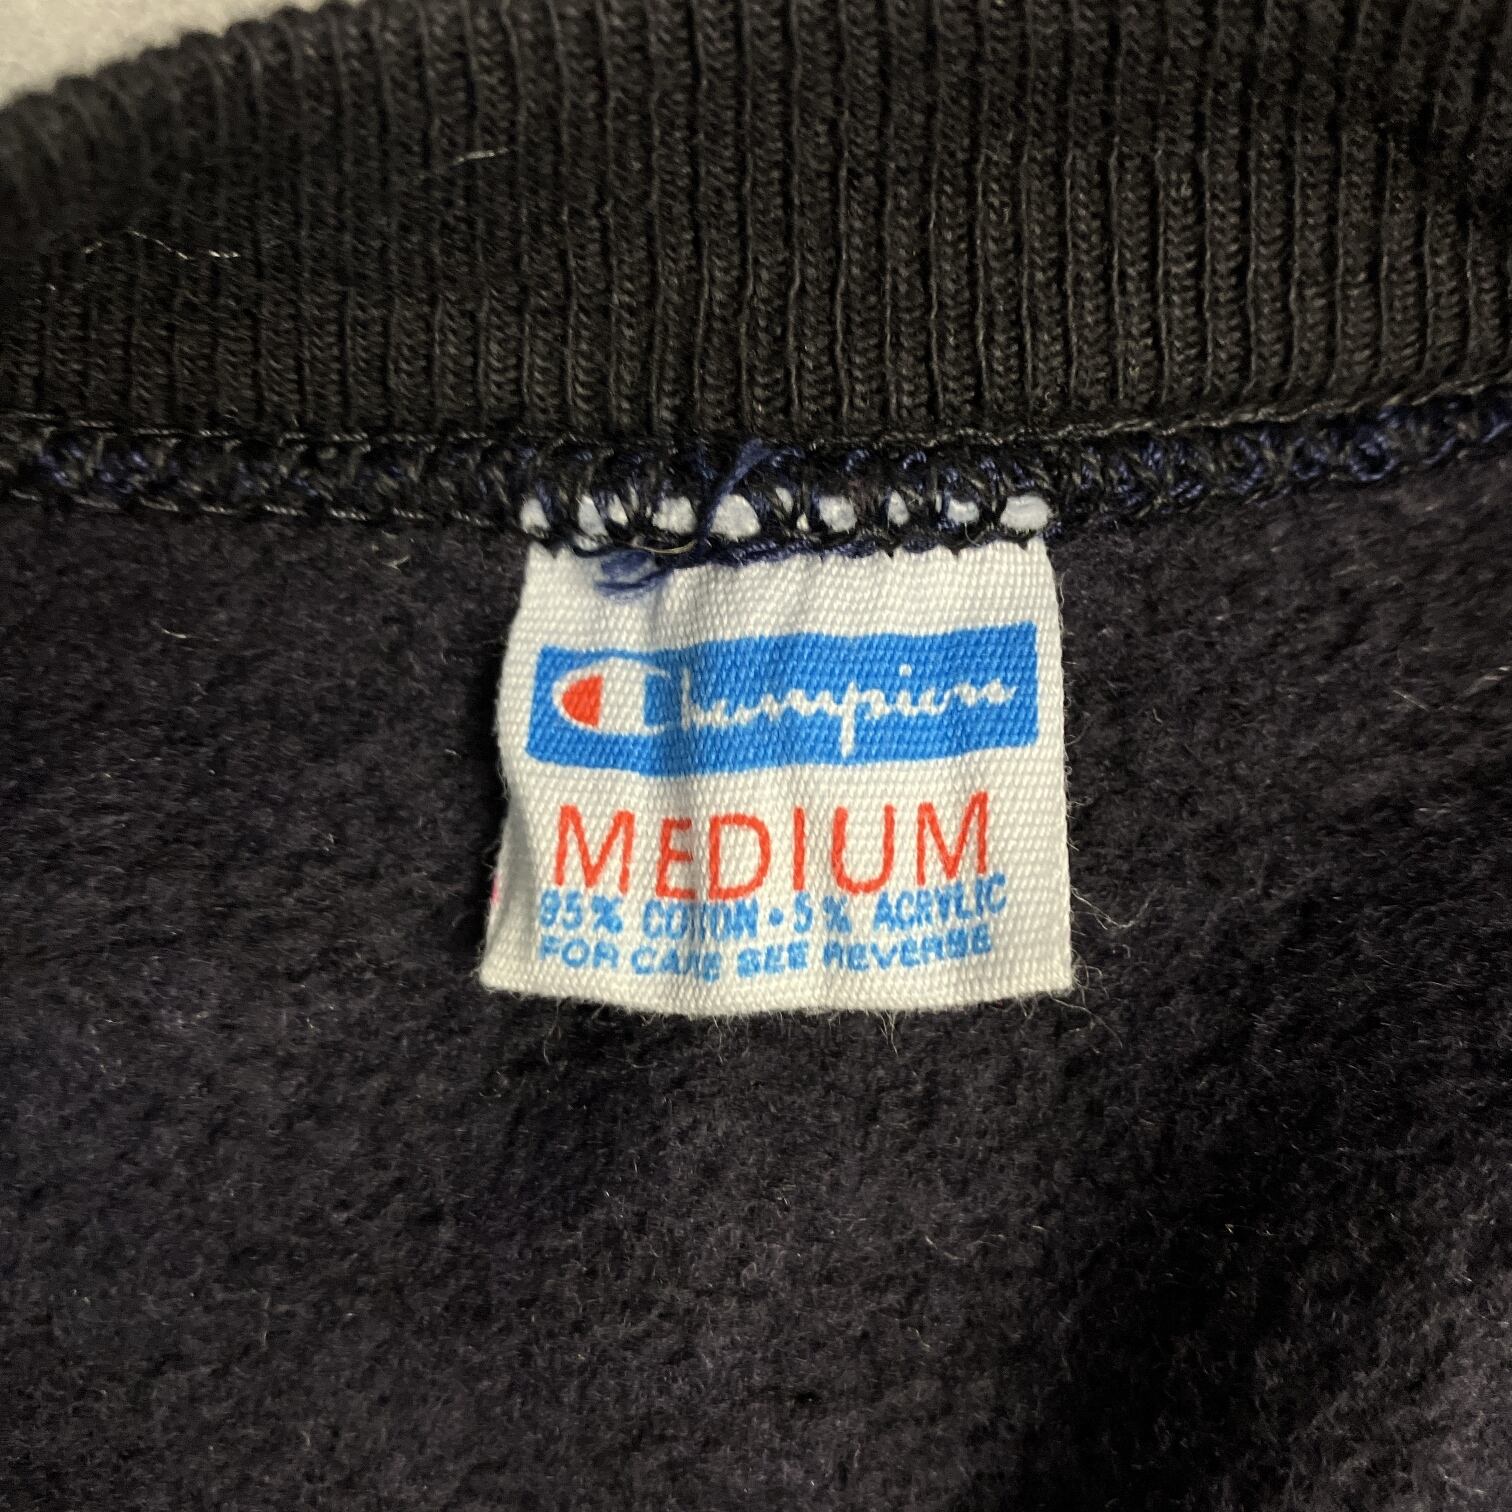 Champion
MEDIUM
95% COTTON • 5% ACRYLIC
FOR CARE SEE REVERSE